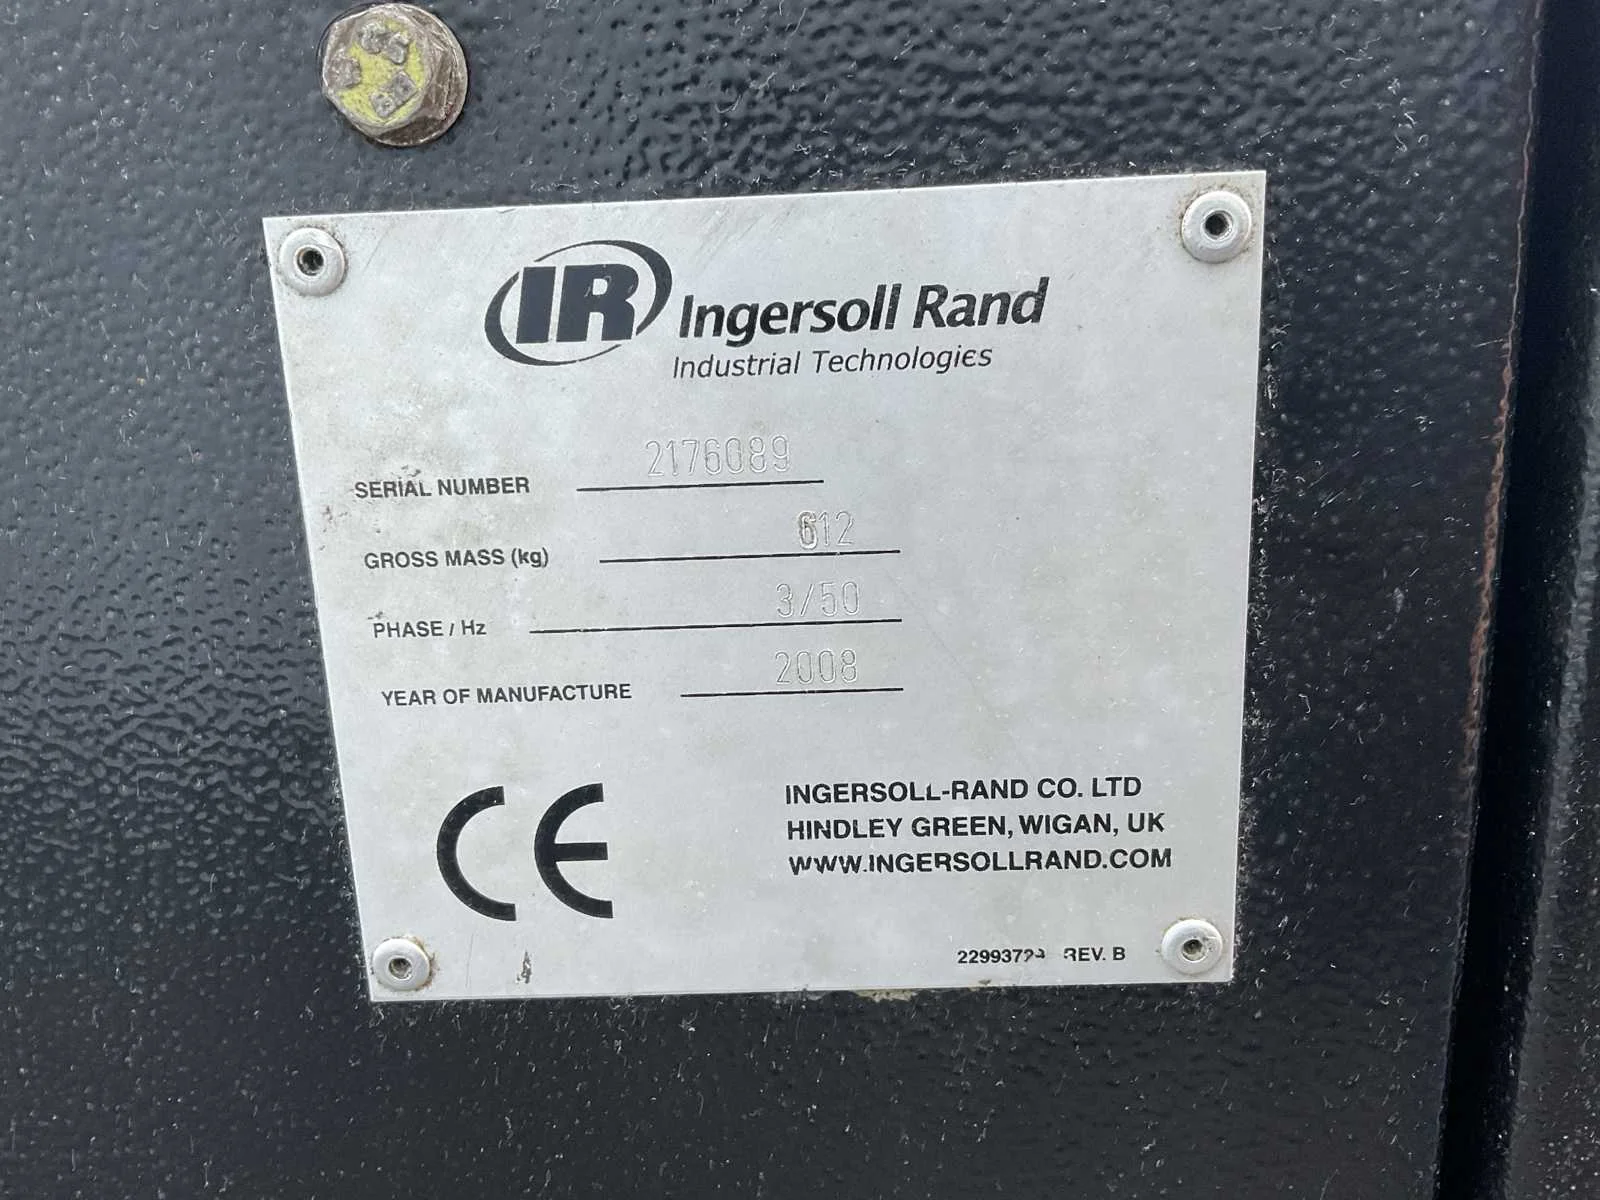 IR Ingersoll Rand
Industrial Technologies
SERIAL NUMBER 2176089
GROSS MASS (kg) 612
PHASE / Hz 3/50
YEAR OF MANUFACTURE 2008
CE
INGERSOLL-RAND CO. LTD
HINDLEY GREEN, WIGAN, UK
WWW.INGERSOLLRAND.COM
REV. B